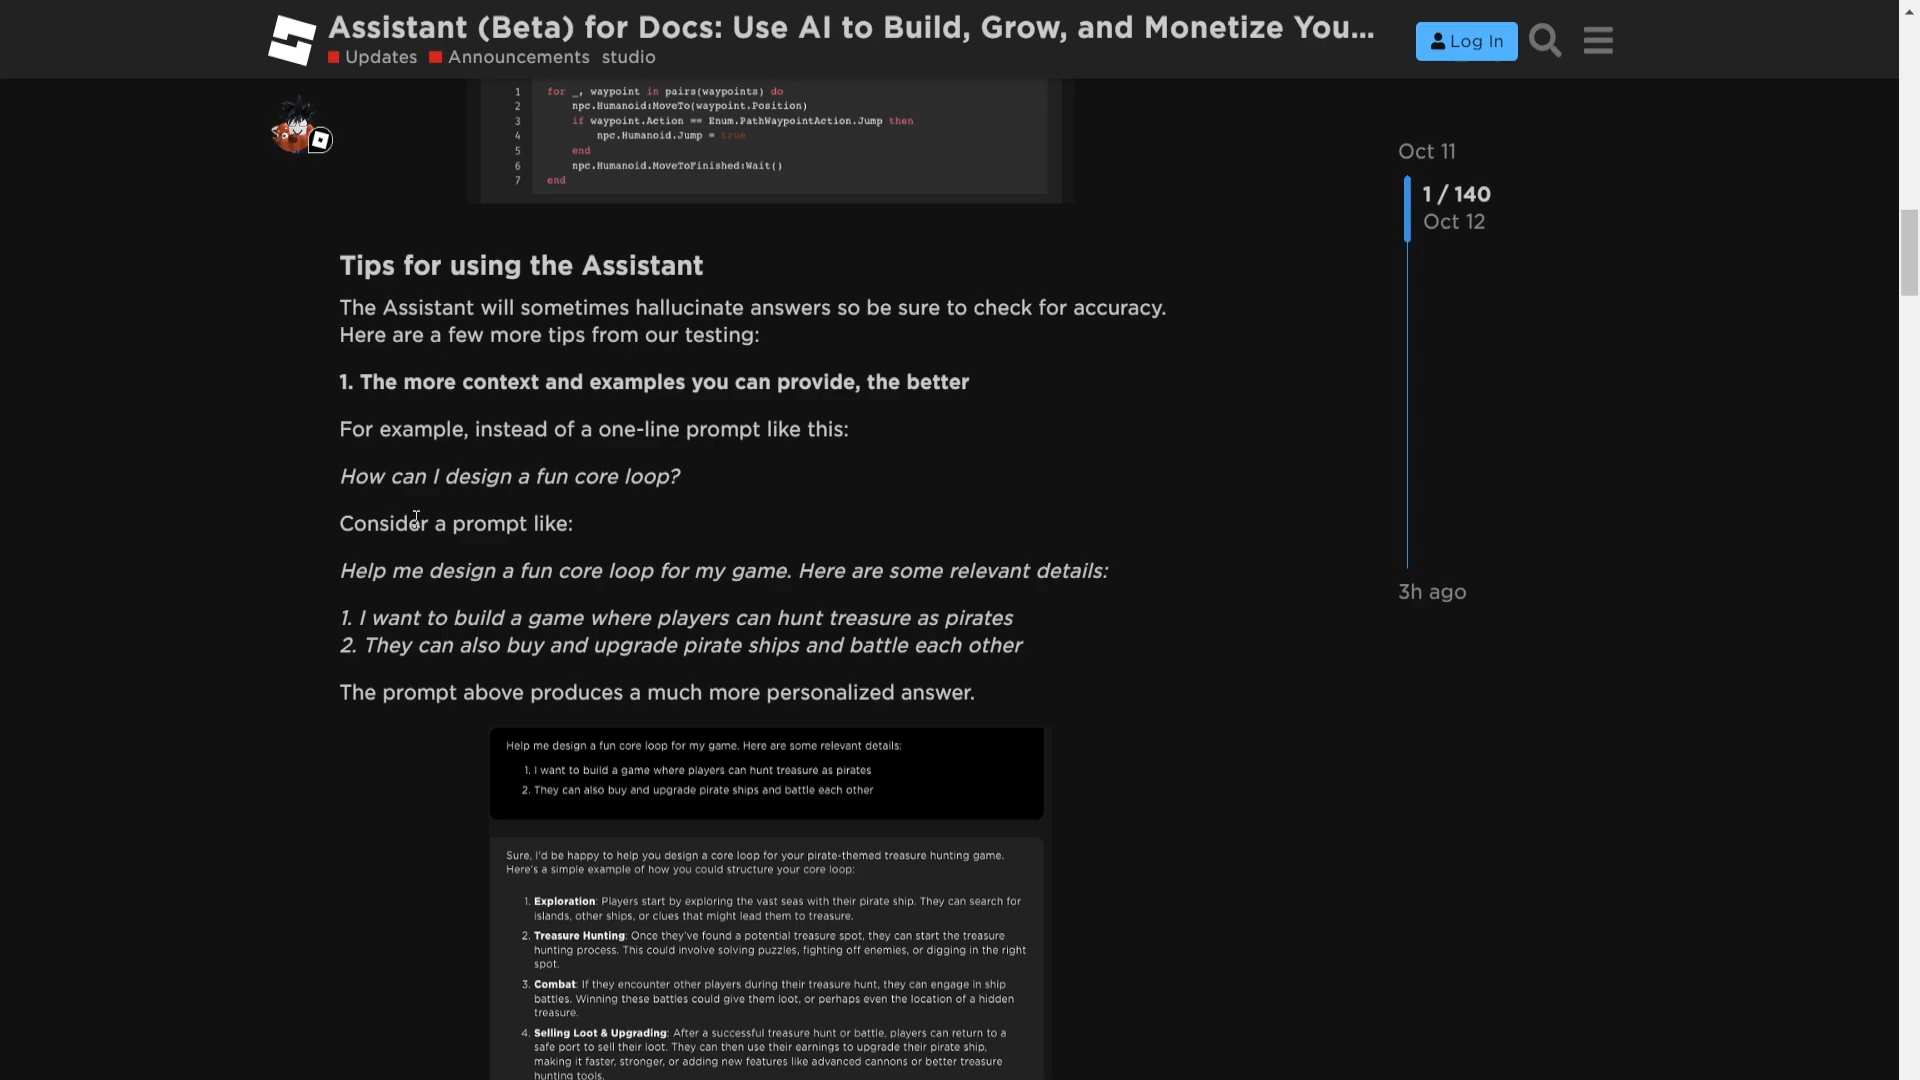 Assistant (Beta) for Docs: Use AI to Build, Grow, and Monetize You...
Updates Announcements studio
Log In
1 for _, waypoint in pairs(waypoints) do
2 npc.Humanoid:MoveTo(waypoint.Position)
3 if waypoint.Action == Enum.PathWaypointAction.Jump then
4 npc.Humanoid.Jump = true
5 end
6 npc.Humanoid.MoveToFinished:Wait()
7 end
Oct 11
1 / 140
Oct 12
3h ago
Tips for using the Assistant
The Assistant will sometimes hallucinate answers so be sure to check for accuracy.
Here are a few more tips from our testing:
1. The more context and examples you can provide, the better
For example, instead of a one-line prompt like this:
How can I design a fun core loop?
Consider a prompt like:
Help me design a fun core loop for my game. Here are some relevant details:
1. I want to build a game where players can hunt treasure as pirates
2. They can also buy and upgrade pirate ships and battle each other
The prompt above produces a much more personalized answer.
Help me design a fun core loop for my game. Here are some relevant details:
1. I want to build a game where players can hunt treasure as pirates
2. They can also buy and upgrade pirate ships and battle each other
Sure, I'd be happy to help you design a core loop for your pirate-themed treasure hunting game.
Here's a simple example of how you could structure your core loop:
1. Exploration: Players start by exploring the vast seas with their pirate ship. They can search for
islands, other ships, or clues that might lead them to treasure.
2. Treasure Hunting: Once they've found a potential treasure spot, they can start the treasure
hunting process. This could involve solving puzzles, fighting off enemies, or digging in the right
spot.
3. Combat: If they encounter other players during their treasure hunt, they can engage in ship
battles. Winning these battles could give them loot, or perhaps even the location of a hidden
treasure.
4. Selling Loot & Upgrading: After a successful treasure hunt or battle, players can return to a
safe port to sell their loot. They can then use their earnings to upgrade their pirate ship,
making it faster, stronger, or adding new features like advanced cannons or better treasure
hunting tools.